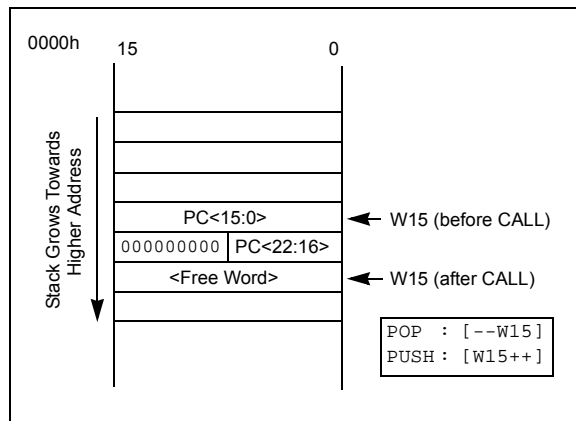 0000h
15 0
Stack Grows Towards
Higher Address
PC<15:0>
W15 (before CALL)
000000000 PC<22:16>
<Free Word>
W15 (after CALL)
POP : [--W15]
PUSH : [W15++]